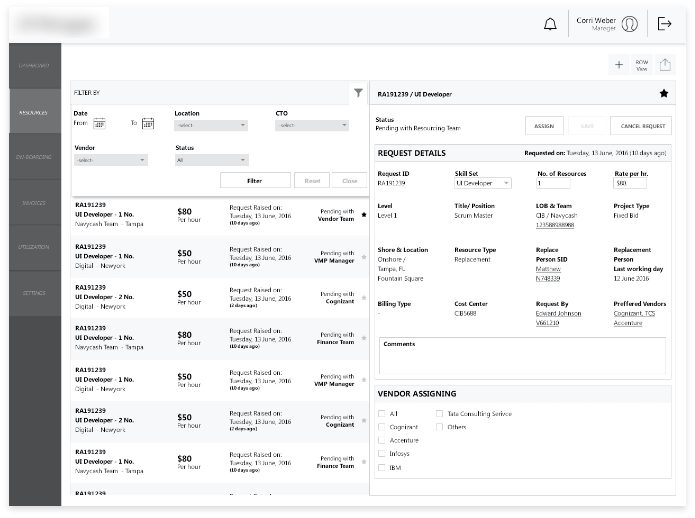 Corri Weber
Manager
DASHBOARD
RESOURCES
ON-BOARDING
INVOICES
UTILIZATION
SETTINGS
ROW
View
FILTER BY
Date
From
To
Location
-select-
CTO
-select-
Vendor
-select-
Status
All
Filter
Reset
Close
RA191239
UI Developer - 1 No.
Navycash Team - Tampa
$80
Per hour
Request Raised on:
Tuesday, 13 June, 2016
(10 days ago)
Pending with
Vendor Team
RA191239
UI Developer - 1 No.
Digital - Newyork
$50
Per hour
Request Raised on:
Tuesday, 13 June, 2016
(10 days ago)
Pending with
VMP Manager
RA191239
UI Developer - 2 No.
Digital - Newyork
$50
Per hour
Request Raised on:
Tuesday, 13 June, 2016
(2 days ago)
Pending with
Cognizant
RA191239
UI Developer - 1 No.
Navycash Team - Tampa
$80
Per hour
Request Raised on:
Tuesday, 13 June, 2016
(10 days ago)
Pending with
Finance Team
RA191239
UI Developer - 1 No.
Digital - Newyork
$50
Per hour
Request Raised on:
Tuesday, 13 June, 2016
(10 days ago)
Pending with
VMP Manager
RA191239
UI Developer - 2 No.
Digital - Newyork
$50
Per hour
Request Raised on:
Tuesday, 13 June, 2016
(2 days ago)
Pending with
Cognizant
RA191239
UI Developer - 1 No.
Navycash Team - Tampa
$80
Per hour
Request Raised on:
Tuesday, 13 June, 2016
(10 days ago)
Pending with
Finance Team
RA191239
Request Raised on:
RA191239 / UI Developer
Status
Pending with Resourcing Team
ASSIGN
SAVE
CANCEL REQUEST
REQUEST DETAILS
Requested on: Tuesday, 13 June, 2016 (10 days ago)
Request ID
RA191239
Skill Set
UI Developer
No. of Resources
1
Rate per hr.
$80
Level
Level 1
Title/ Position
Scrum Master
LOB & Team
CIB / Navycash
123588988988
Project Type
Fixed Bid
Shore & Location
Onshore /
Tampa, FL
Fountain Square
Resource Type
Replacement
Replace
Person SID
Matthew
N748339
Replacement
Person
Last working day
12 June 2016
Billing Type
-
Cost Center
CIB5688
Request By
Edward Johnson
V661210
Preffered Vendors
Cognizant, TCS
Accenture
Comments
VENDOR ASSIGNING
All
Cognizant
Accenture
Infosys
IBM
Tata Consulting Serivce
Others